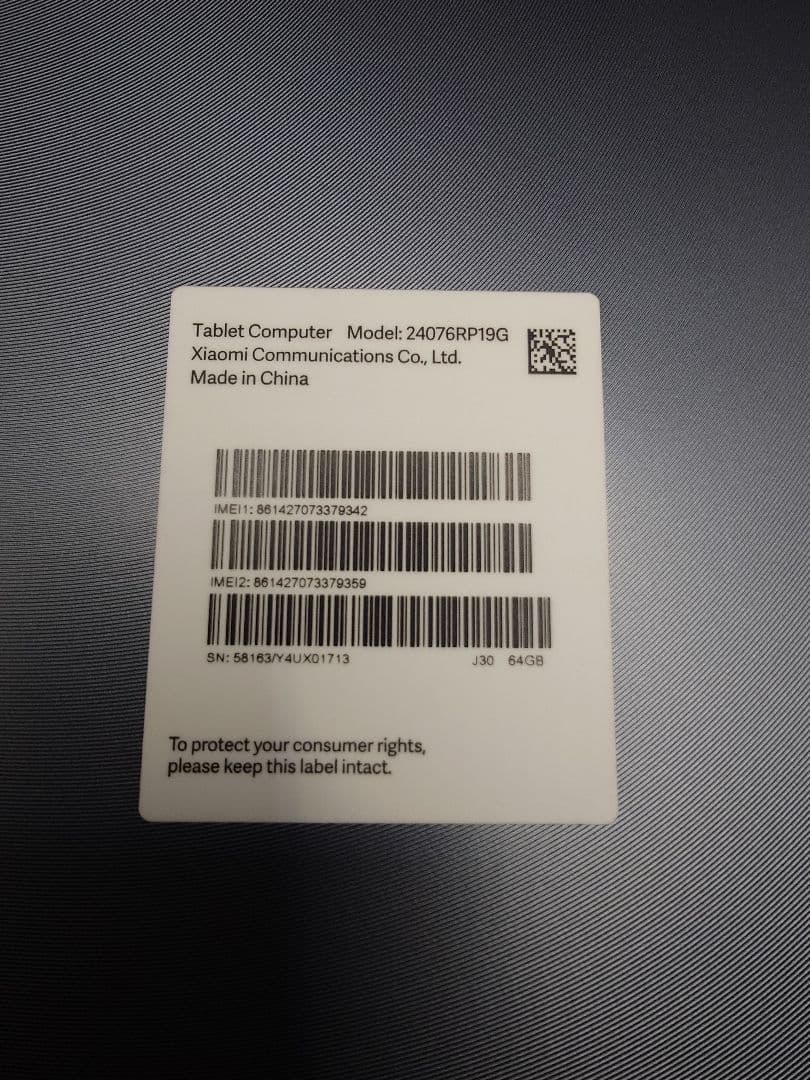 Tablet Computer Model: 24076RP19G
Xiaomi Communications Co., Ltd.
Made in China
IMEI1: 861427073379342
IMEI2: 861427073379359
SN: 58163/Y4UX01713 J30 64GB
To protect your consumer rights,
please keep this label intact.